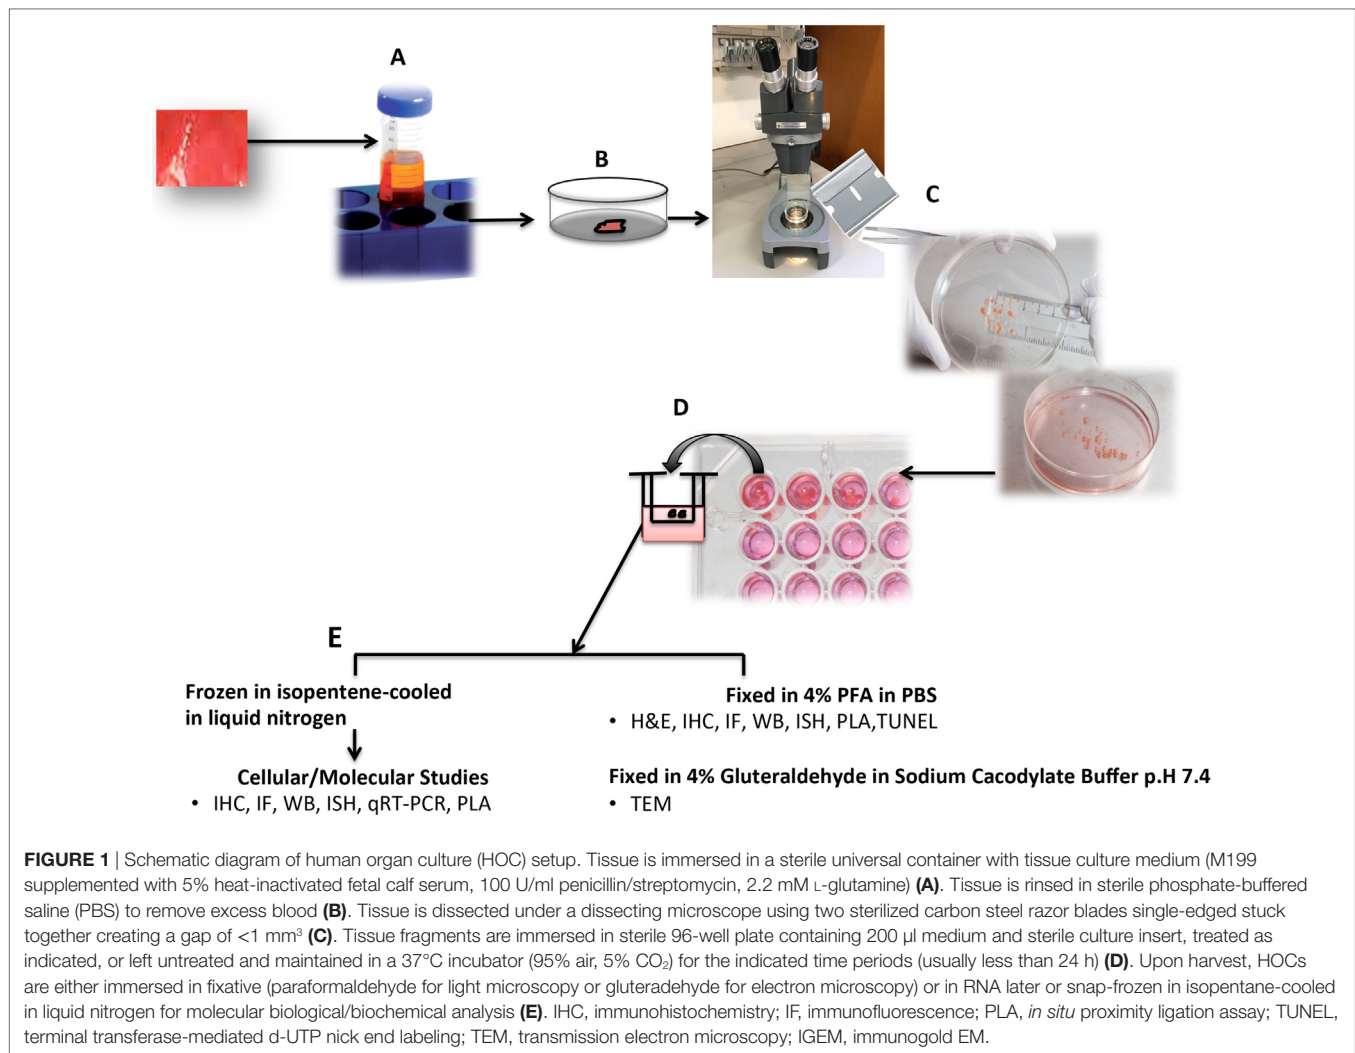 A
B
C
D
E
Frozen in isopentene-cooled
in liquid nitrogen
Cellular/Molecular Studies
• IHC, IF, WB, ISH, qRT-PCR, PLA
Fixed in 4% PFA in PBS
• H&E, IHC, IF, WB, ISH, PLA,TUNEL
Fixed in 4% Gluteraldehyde in Sodium Cacodylate Buffer p.H 7.4
• TEM
FIGURE 1 | Schematic diagram of human organ culture (HOC) setup. Tissue is immersed in a sterile universal container with tissue culture medium (M199
supplemented with 5% heat-inactivated fetal calf serum, 100 U/ml penicillin/streptomycin, 2.2 mM L-glutamine) (A). Tissue is rinsed in sterile phosphate-buffered
saline (PBS) to remove excess blood (B). Tissue is dissected under a dissecting microscope using two sterilized carbon steel razor blades single-edged stuck
together creating a gap of <1 mm³ (C). Tissue fragments are immersed in sterile 96-well plate containing 200 µl medium and sterile culture insert, treated as
indicated, or left untreated and maintained in a 37°C incubator (95% air, 5% CO₂) for the indicated time periods (usually less than 24 h) (D). Upon harvest, HOCs
are either immersed in fixative (paraformaldehyde for light microscopy or gluteradehyde for electron microscopy) or in RNA later or snap-frozen in isopentane-cooled
in liquid nitrogen for molecular biological/biochemical analysis (E). IHC, immunohistochemistry; IF, immunofluorescence; PLA, in situ proximity ligation assay; TUNEL,
terminal transferase-mediated d-UTP nick end labeling; TEM, transmission electron microscopy; IGEM, immunogold EM.